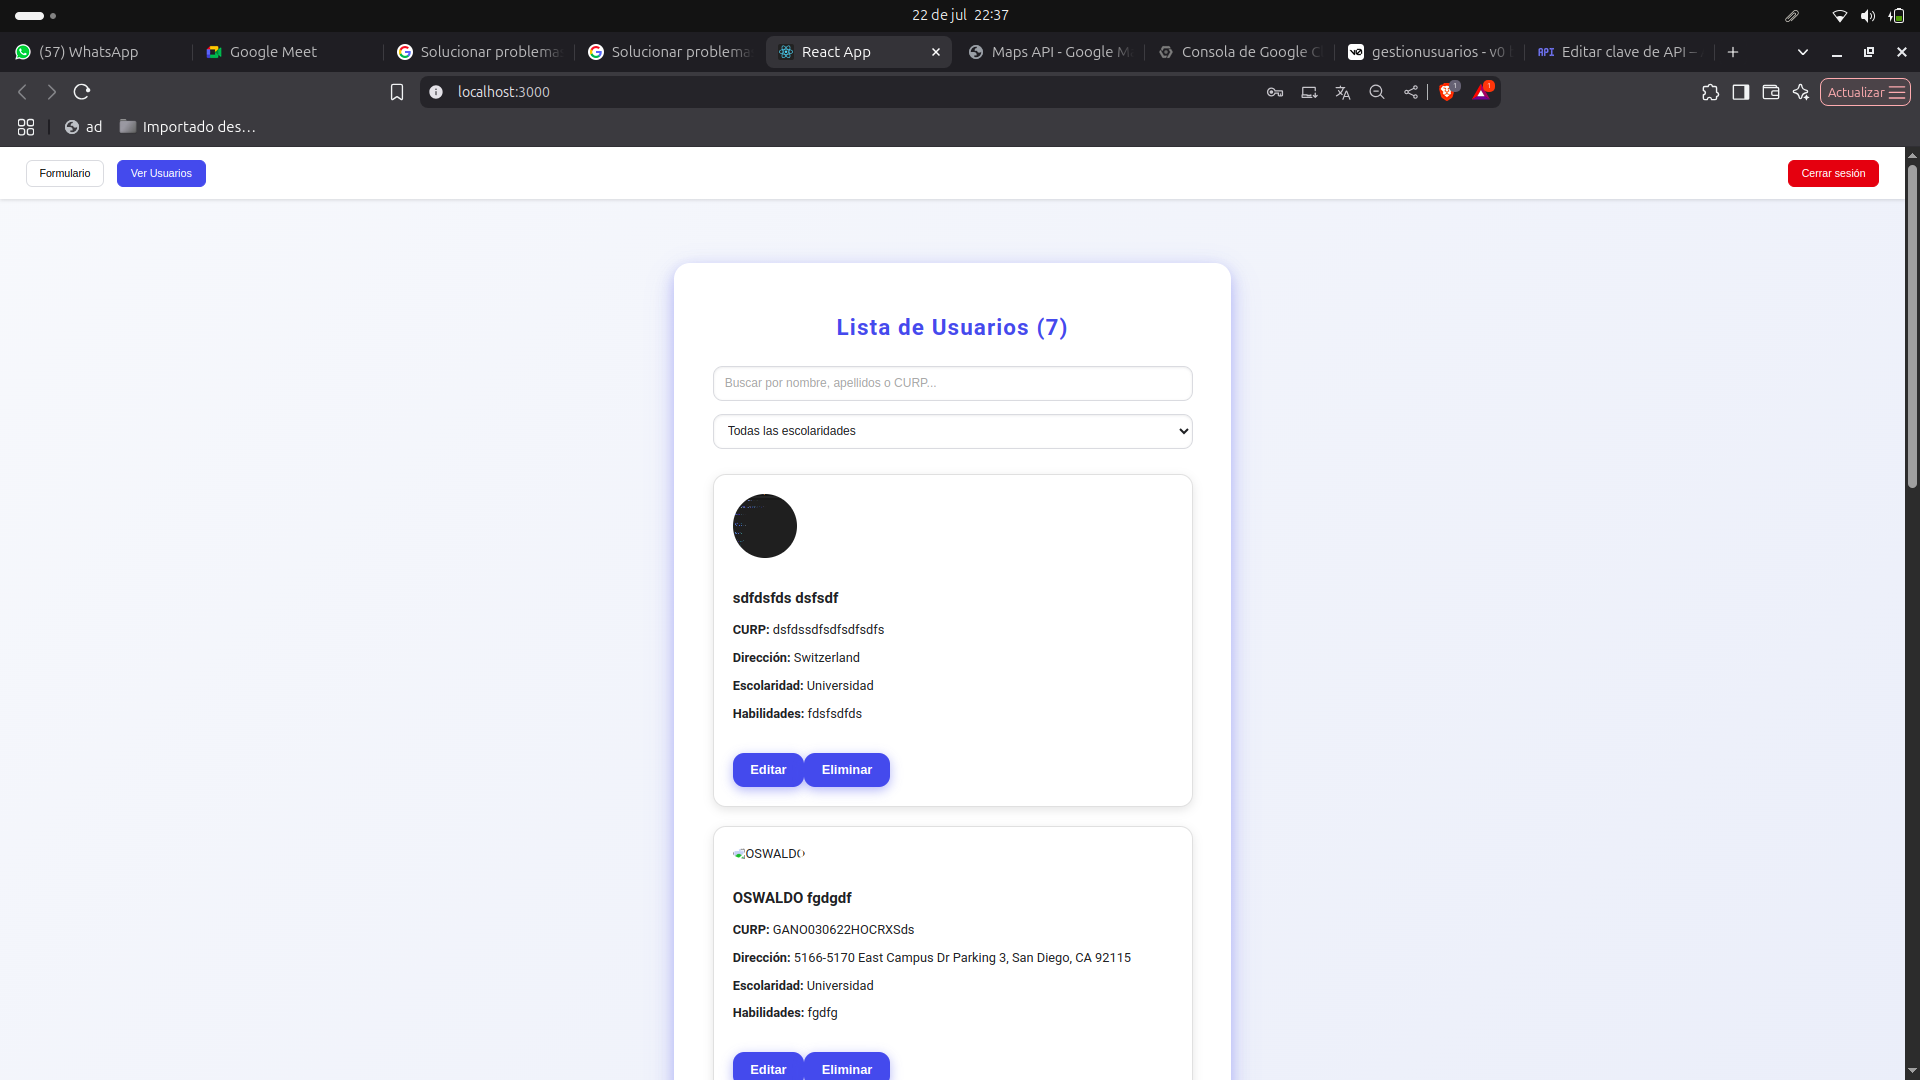 22 de jul 22:37
(57) WhatsApp
Google Meet
Solucionar problema
Solucionar problema
React App
Maps API - Google M
Consola de Google C
gestionusuarios - v0
API Editar clave de API –
localhost:3000
1
1
Actualizar
ad
Importado des…
Formulario
Ver Usuarios
Cerrar sesión
Lista de Usuarios (7)
Buscar por nombre, apellidos o CURP...
Todas las escolaridades
sdfdsfds dsfsdf
CURP: dsfdssdfsdfsdfsdfs
Dirección: Switzerland
Escolaridad: Universidad
Habilidades: fdsfsdfds
Editar
Eliminar
OSWALDO
OSWALDO fgdgdf
CURP: GANO030622HOCRXSds
Dirección: 5166-5170 East Campus Dr Parking 3, San Diego, CA 92115
Escolaridad: Universidad
Habilidades: fgdfg
Editar
Eliminar